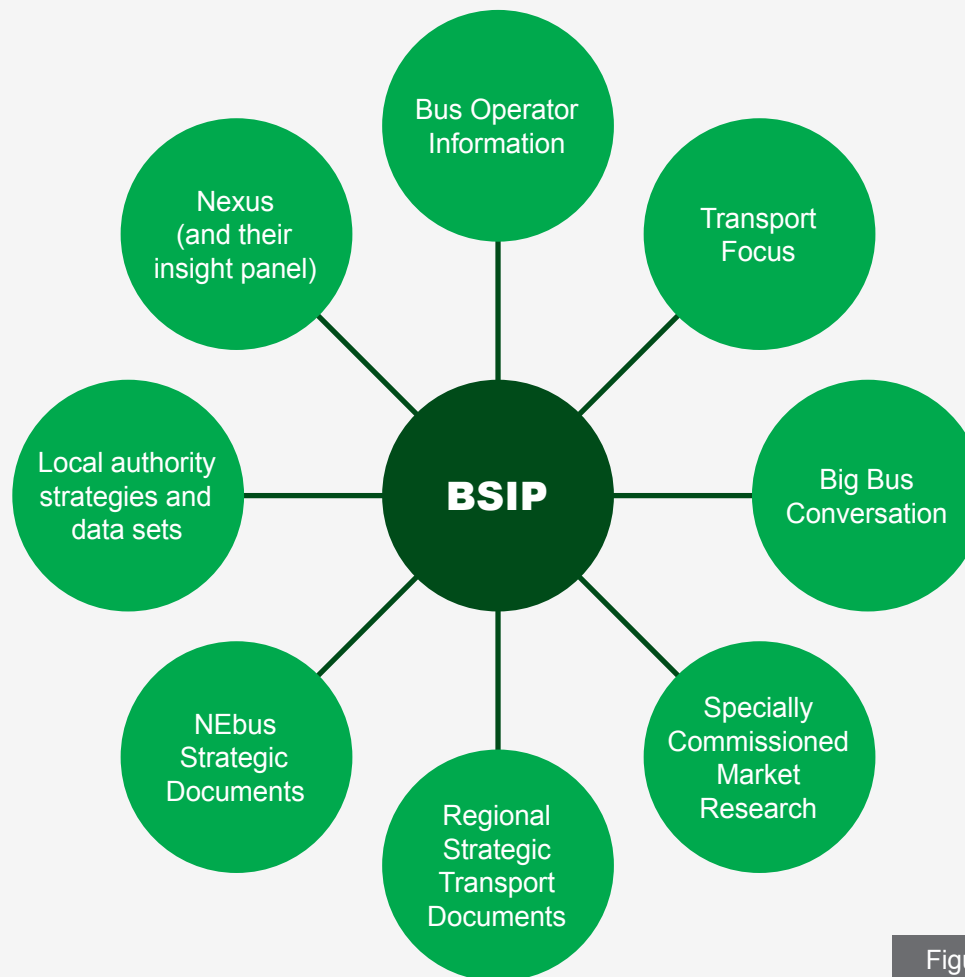 Bus Operator
Information
Transport
Focus
Big Bus
Conversation
Specially
Commissioned
Market
Research
Regional
Strategic
Transport
Documents
NEbus
Strategic
Documents
Local authority
strategies and
data sets
Nexus
(and their
insight panel)
BSIP